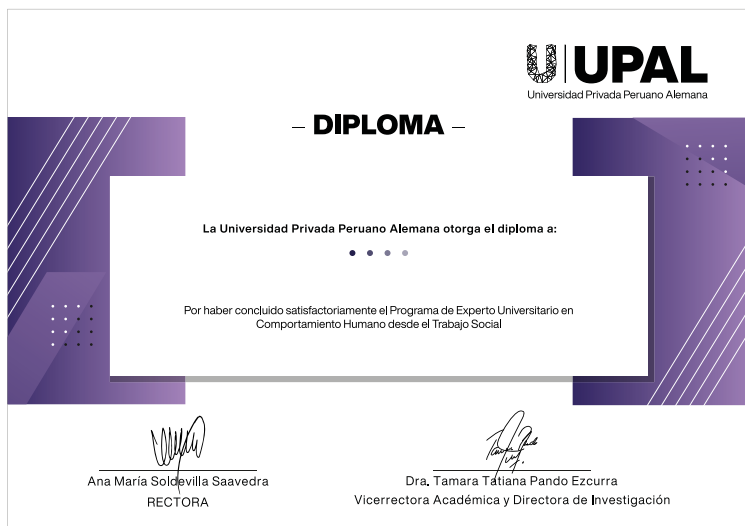 UPAL
Universidad Privada Peruano Alemana
– DIPLOMA –
La Universidad Privada Peruano Alemana otorga el diploma a:
Por haber concluido satisfactoriamente el Programa de Experto Universitario en
Comportamiento Humano desde el Trabajo Social
Ana María Soldevilla Saavedra
RECTORA
Dra. Tamara Tatiana Pando Ezcurra
Vicerrectora Académica y Directora de Investigación